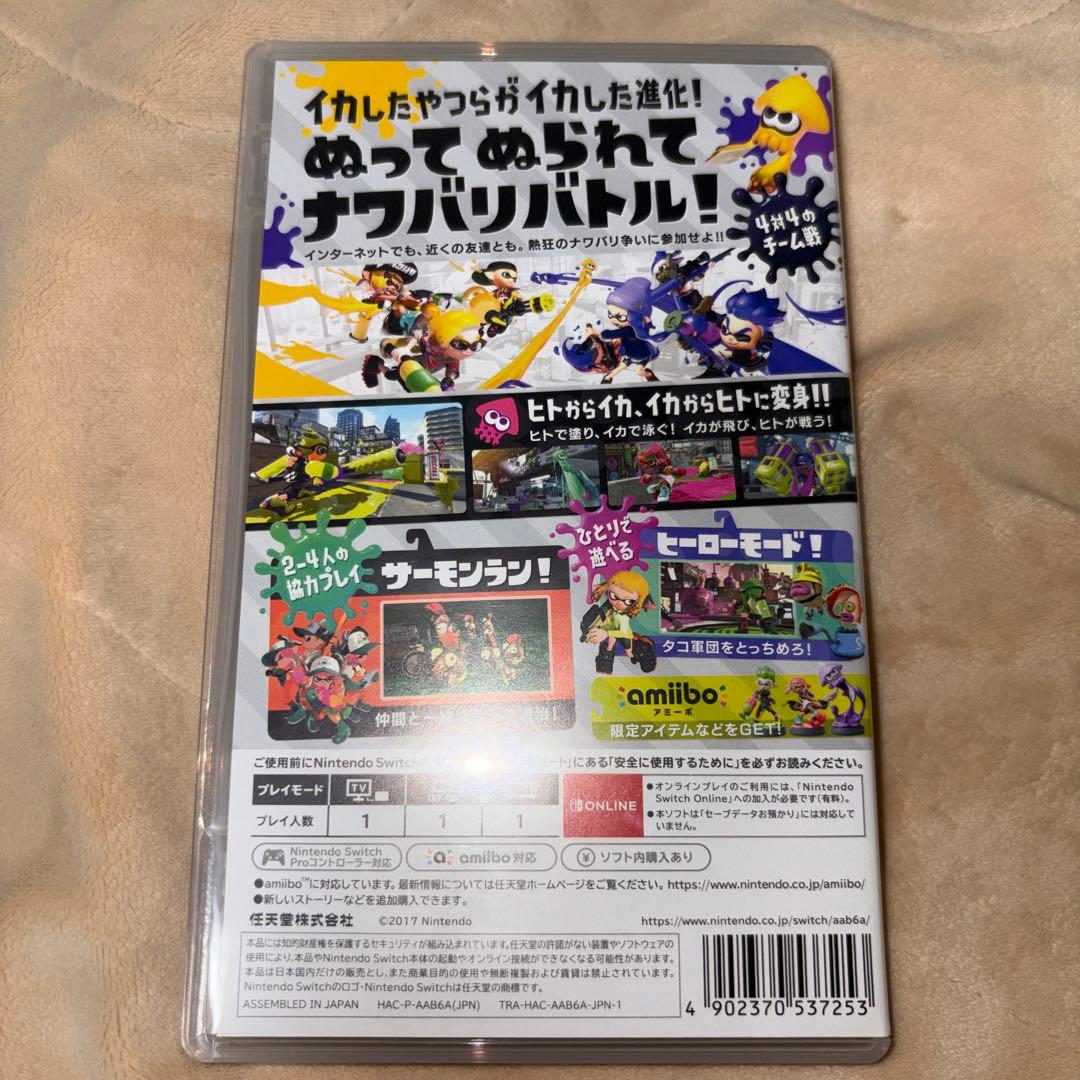 イカしたやつらがイカした進化!
ぬって ぬられて
ナワバリバトル!
4対4の
チーム戦
インターネットでも、近くの友達とも。熱狂のナワバリ争いに参加せよ!!
ヒトからイカ、イカからヒトに変身!!
ヒトで塗り、イカで泳ぐ! イカが飛び、ヒトが戦う!
2-4人の
協力プレイ
サーモンラン!
仲間と
治!
ひとりで
遊べる
ヒーローモード!
タコ軍団をとっちめろ!
amiibo
アミーボ
限定アイテムなどをGET!
ご使用前にNintendo Switch ポート」にある「安全に使用するために」を必ずお読みください。
プレイモード
TV
プレイ人数 1 1 1
ONLINE
●オンラインプレイのご利用には、「Nintendo
Switch Online」への加入が必要です(有料)。
●本ソフトは「セーブデータお預かり」には対応して
いません。
Nintendo Switch
Proコントローラー対応
amiibo対応
ソフト内購入あり
●amiibo™に対応しています。最新情報については任天堂ホームページをご覧ください。https://www.nintendo.co.jp/amiibo/
●新しいストーリーなどを追加購入できます。
任天堂株式会社 ©2017 Nintendo https://www.nintendo.co.jp/switch/aab6a/
本品には知的財産権を保護するセキュリティが組み込まれています。任天堂の許諾がない装置やソフトウェアの
使用により、本品やNintendo Switch本体の起動やオンライン接続ができなくなる可能性があります。
本品は日本国内だけの販売とし、また商業目的の使用や無断複製および賃貸は禁止されています。
Nintendo Switchのロゴ・Nintendo Switchは任天堂の商標です。
ASSEMBLED IN JAPAN HAC-P-AAB6A(JPN) TRA-HAC-AAB6A-JPN-1
4 902370 537253